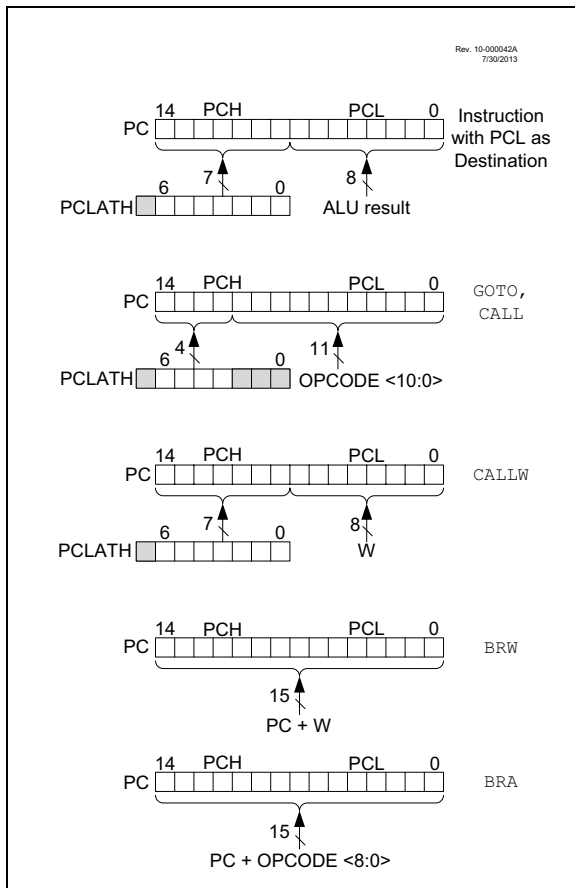 Rev. 10-000042A
7/30/2013
14 PCH PCL 0
PC
Instruction
with PCL as
Destination
7 8
6 0
PCLATH
ALU result
14 PCH PCL 0
PC
GOTO,
CALL
4 11
6 0
PCLATH
OPCODE <10:0>
14 PCH PCL 0
PC
CALLW
7 8
6 0
PCLATH
W
14 PCH PCL 0
PC
BRW
15
PC + W
14 PCH PCL 0
PC
BRA
15
PC + OPCODE <8:0>